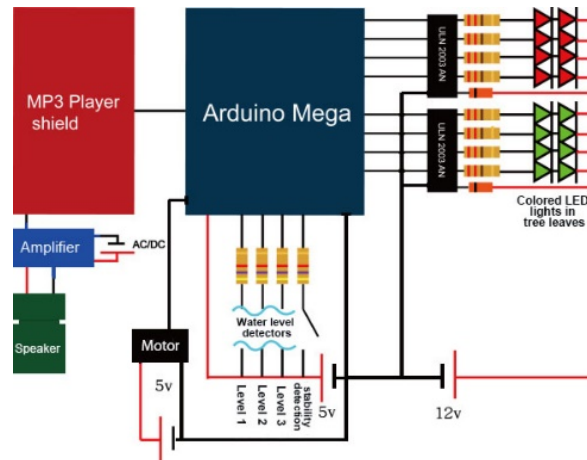 MP3 Player
shield
Arduino Mega
ULN 2003 AN
ULN 2003 AN
Colored LED
lights in
tree leaves
Amplifier
AC/DC
Speaker
Motor
5v
Water level
detectors
Level 1
Level 2
Level 3
stability
detection
5v
12v